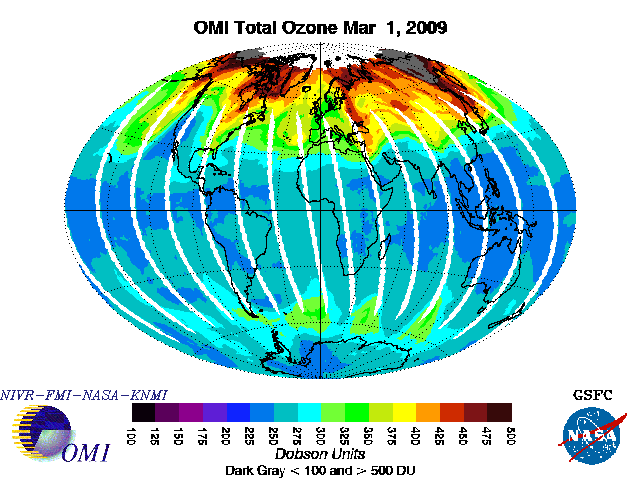 OMI Total Ozone Mar 1, 2009
NIVR-FMI-NASA-KNMI
GSFC
100 125 150 175 200 225 250 275 300 325 350 375 400 425 450 475 500
Dobson Units
Dark Gray < 100 and > 500 DU
OMI
NASA